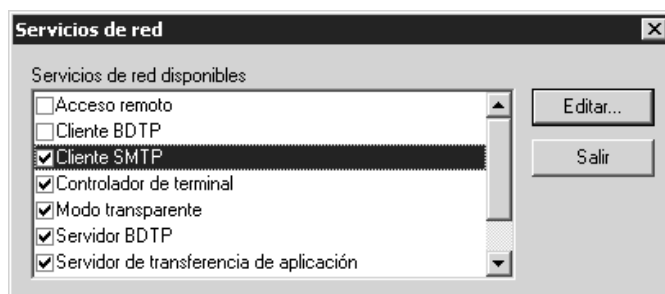 Servicios de red
Servicios de red disponibles
Acceso remoto
Cliente BDTP
Cliente SMTP
Controlador de terminal
Modo transparente
Servidor BDTP
Servidor de transferencia de aplicación
Editar...
Salir